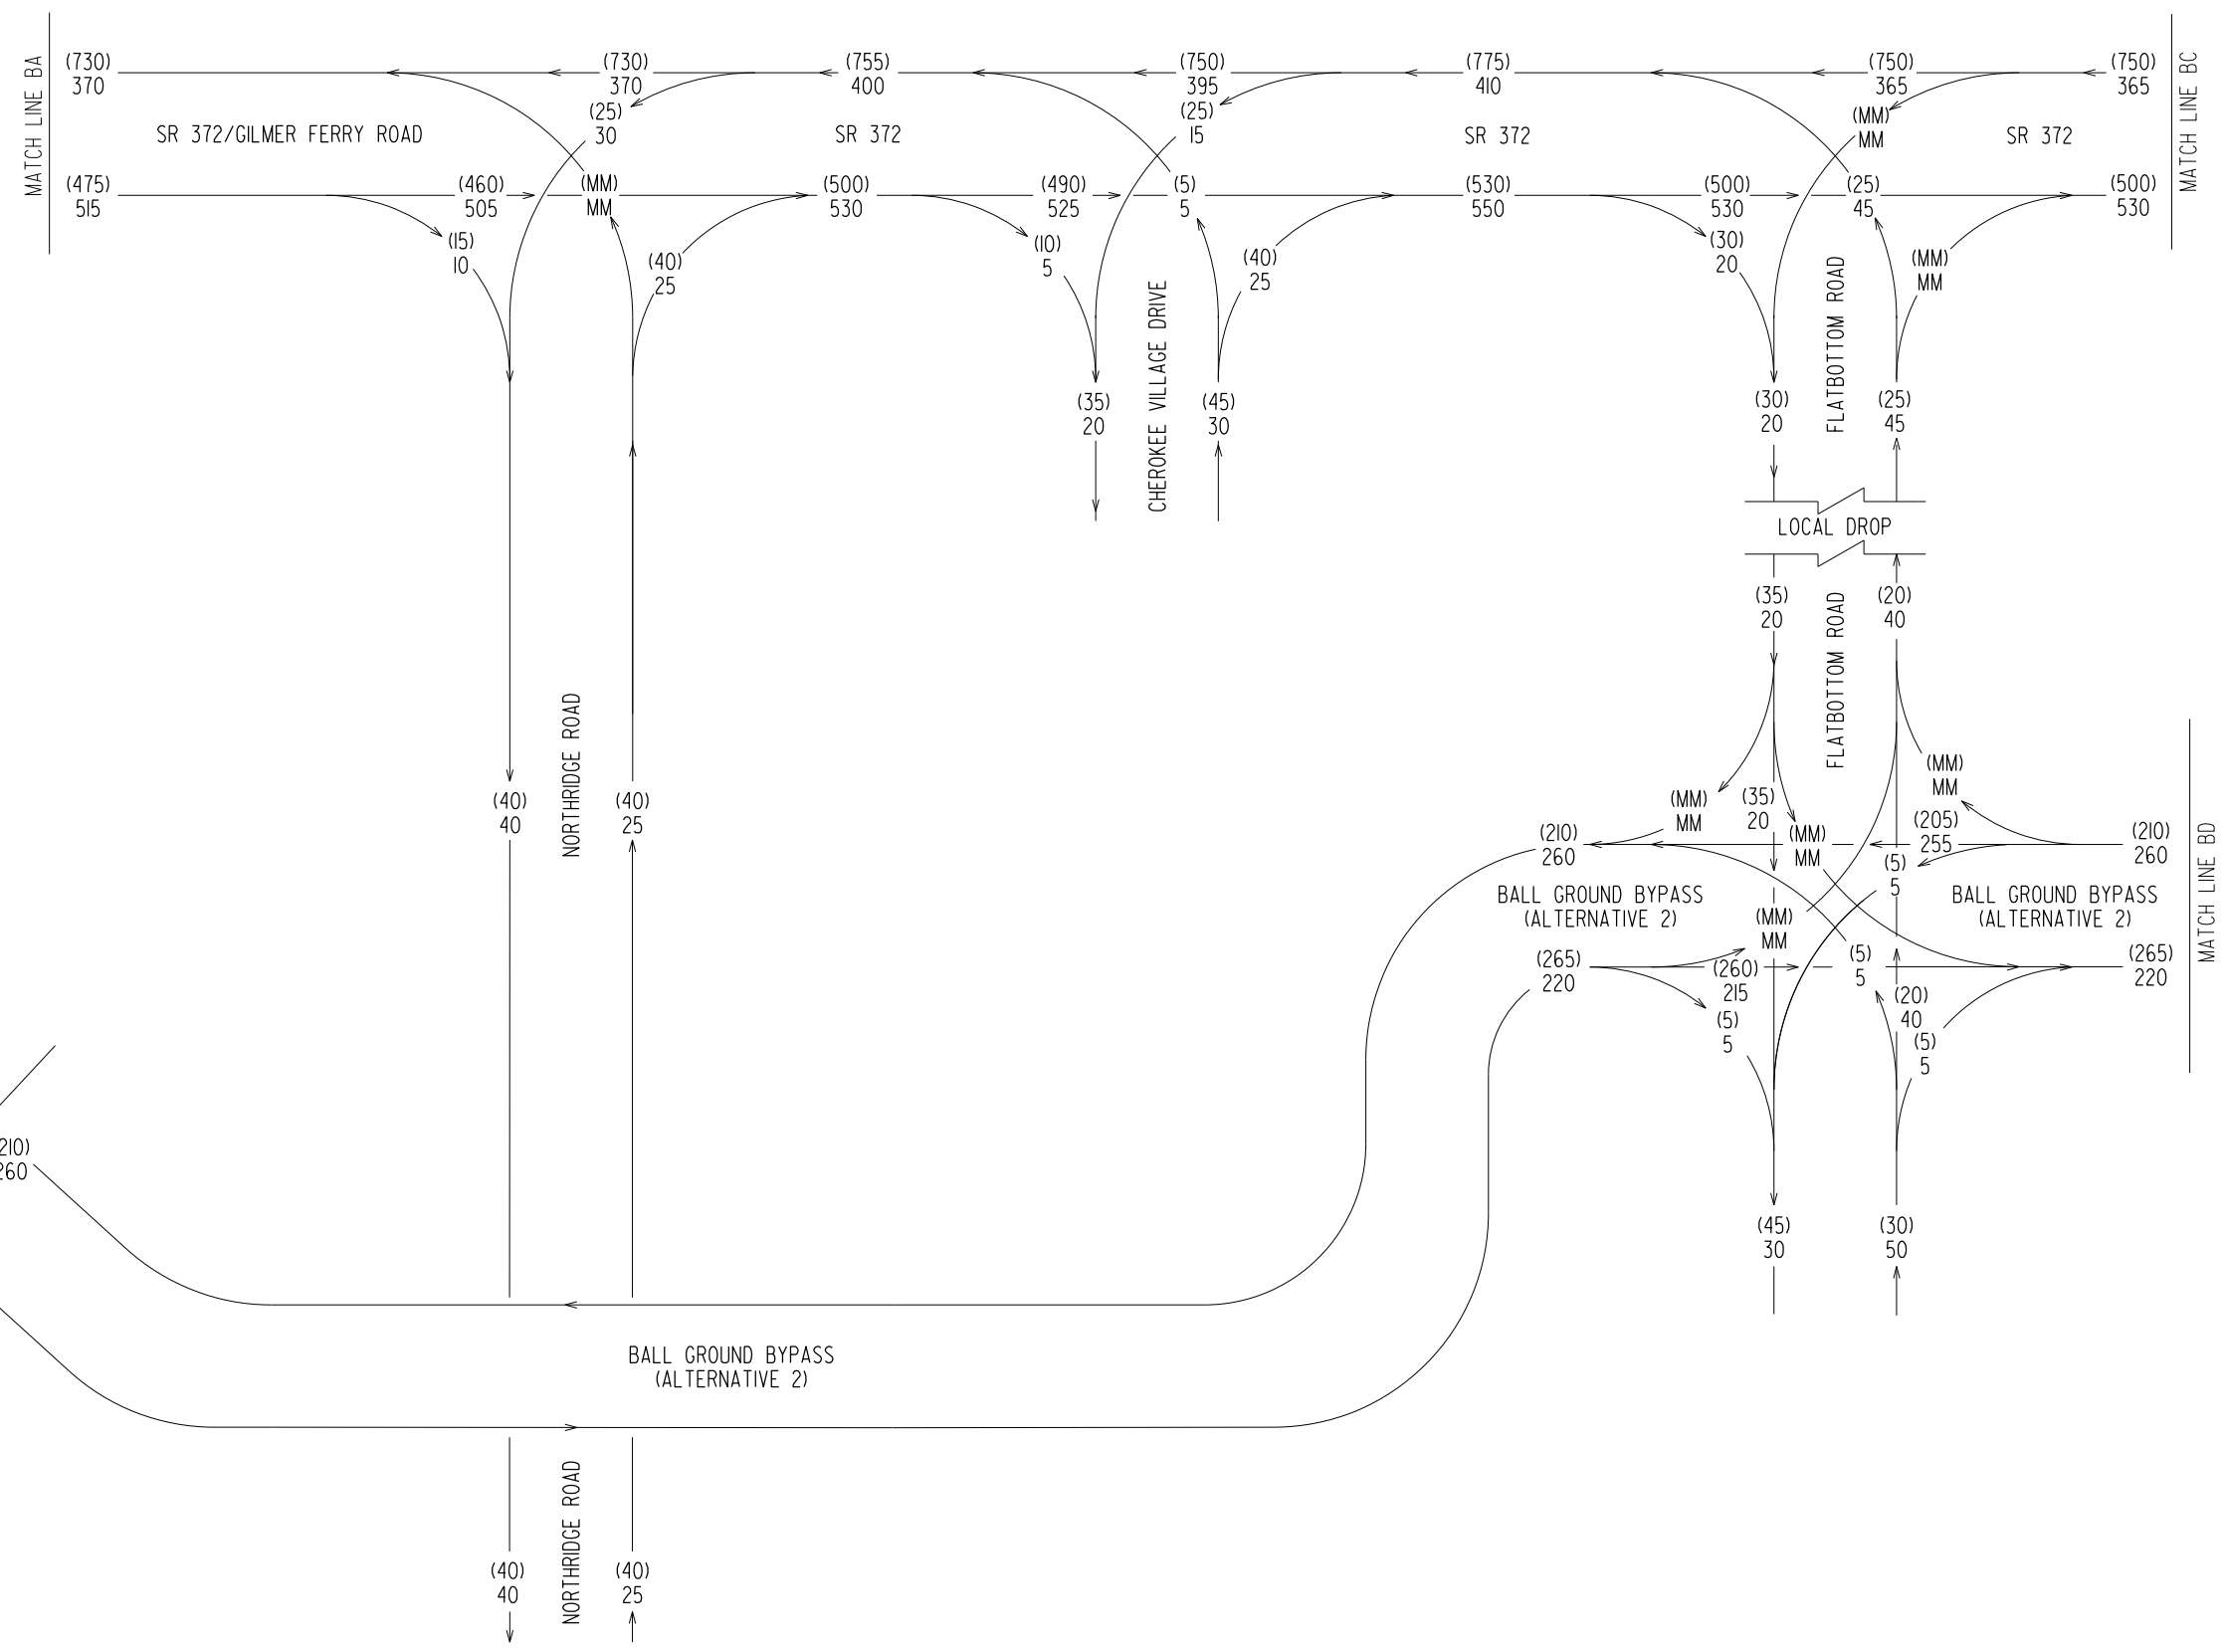 MATCH LINE BA
(730)
370
(730)
370
(755)
400
(750)
395
(775)
410
(750)
365
(750)
365
MATCH LINE BC
(25)
30
(25)
15
(MM)
MM
SR 372/GILMER FERRY ROAD
SR 372
SR 372
SR 372
(475)
515
(460)
505
(MM)
MM
(500)
530
(490)
525
(5)
5
(530)
550
(500)
530
(25)
45
(500)
530
(15)
10
(40)
25
(10)
5
(40)
25
(30)
20
(MM)
MM
CHEROKEE VILLAGE DRIVE
FLATBOTTOM ROAD
(35)
20
(45)
30
(30)
20
(25)
45
LOCAL DROP
(35)
20
(20)
40
FLATBOTTOM ROAD
NORTHRIDGE ROAD
(40)
40
(40)
25
(MM)
MM
(35)
20
(MM)
MM
(MM)
MM
(210)
260
(205)
255
(210)
260
MATCH LINE BD
(5)
5
BALL GROUND BYPASS
(ALTERNATIVE 2)
BALL GROUND BYPASS
(ALTERNATIVE 2)
(MM)
MM
(265)
220
(260)
215
(5)
5
(265)
220
(5)
5
(20)
40
(5)
5
210)
260
(45)
30
(30)
50
BALL GROUND BYPASS
(ALTERNATIVE 2)
NORTHRIDGE ROAD
(40)
40
(40)
25